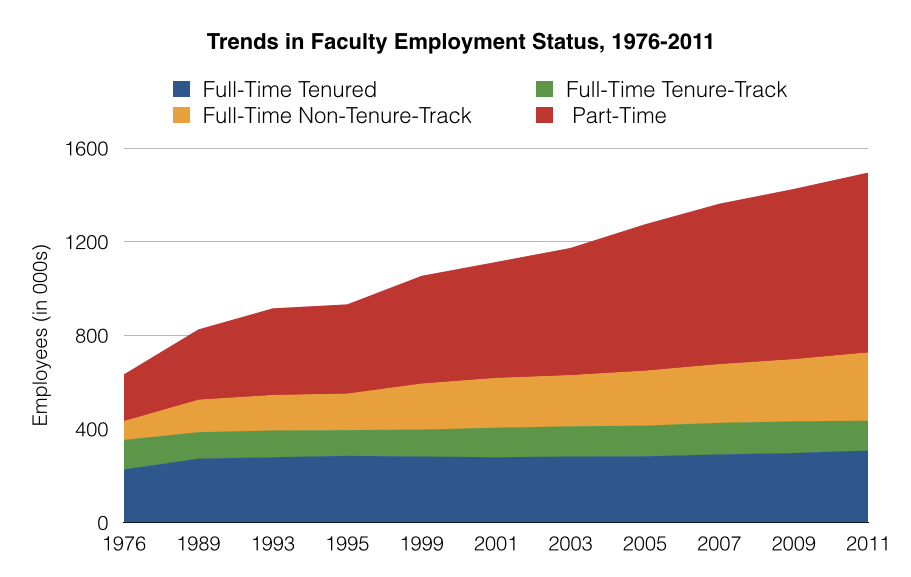 Trends in Faculty Employment Status, 1976-2011
Full-Time Tenured
Full-Time Tenure-Track
Full-Time Non-Tenure-Track
Part-Time
Employees (in 000s)
1600
1200
800
400
0
1976 1989 1993 1995 1999 2001 2003 2005 2007 2009 2011